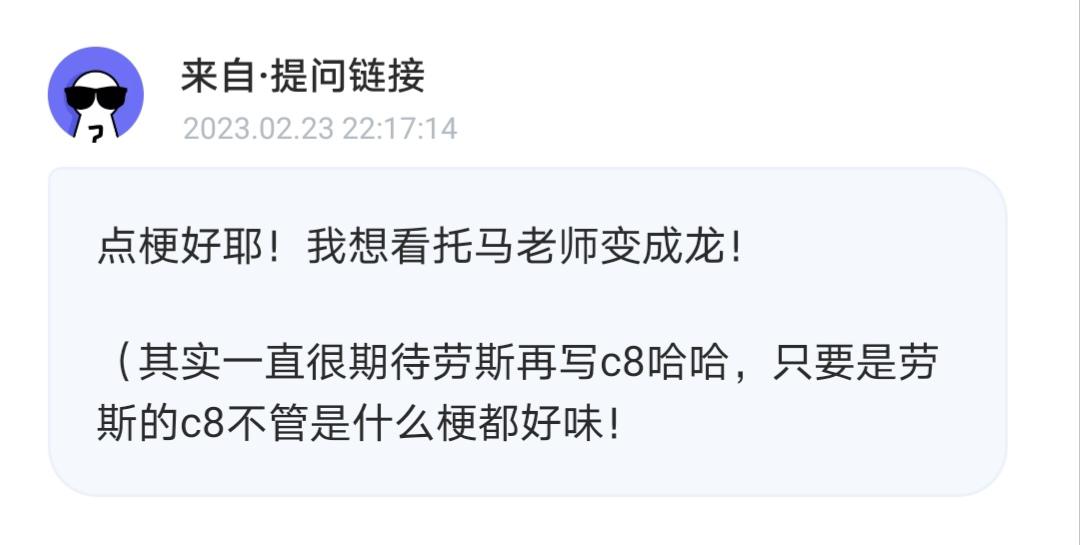 来自·提问链接
2023.02.23 22:17:14
点梗好耶！我想看托马老师变成龙！
（其实一直很期待劳斯再写c8哈哈，只要是劳
斯的c8不管是什么梗都好味！